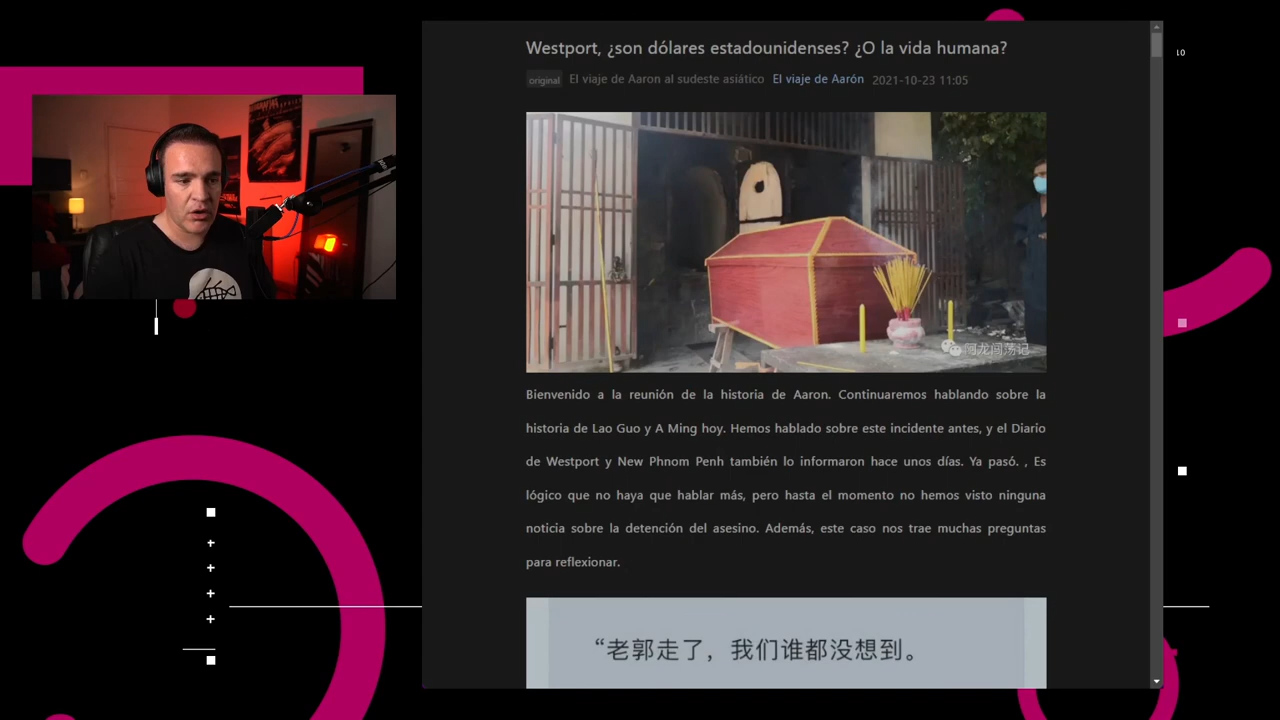 Westport, ¿son dólares estadounidenses? ¿O la vida humana?
original El viaje de Aaron al sudeste asiático El viaje de Aarón 2021-10-23 11:05
10
阿龙闯荡记
Bienvenido a la reunión de la historia de Aaron. Continuaremos hablando sobre la
historia de Lao Guo y A Ming hoy. Hemos hablado sobre este incidente antes, y el Diario
de Westport y New Phnom Penh también lo informaron hace unos días. Ya pasó. , Es
lógico que no haya que hablar más, pero hasta el momento no hemos visto ninguna
noticia sobre la detención del asesino. Además, este caso nos trae muchas preguntas
para reflexionar.
“老郭走了，我们谁都没想到。